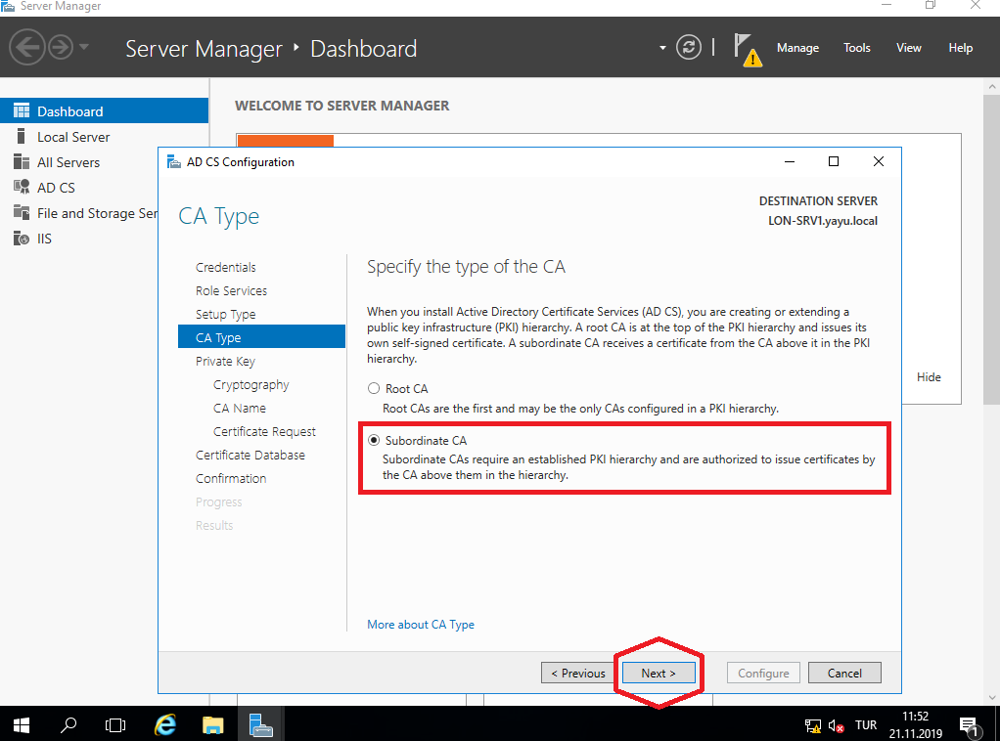 Server Manager
Server Manager • Dashboard
Manage Tools View Help
Dashboard
Local Server
All Servers
AD CS
File and Storage Ser
IIS
WELCOME TO SERVER MANAGER
Hide
AD CS Configuration
CA Type
DESTINATION SERVER
LON-SRV1.yayu.local
Credentials
Role Services
Setup Type
CA Type
Private Key
Cryptography
CA Name
Certificate Request
Certificate Database
Confirmation
Progress
Results
Specify the type of the CA
When you install Active Directory Certificate Services (AD CS), you are creating or extending a
public key infrastructure (PKI) hierarchy. A root CA is at the top of the PKI hierarchy and issues its
own self-signed certificate. A subordinate CA receives a certificate from the CA above it in the PKI
hierarchy.
Root CA
Root CAs are the first and may be the only CAs configured in a PKI hierarchy.
Subordinate CA
Subordinate CAs require an established PKI hierarchy and are authorized to issue certificates by
the CA above them in the hierarchy.
More about CA Type
< Previous Next > Configure Cancel
TUR
11:52
21.11.2019
1